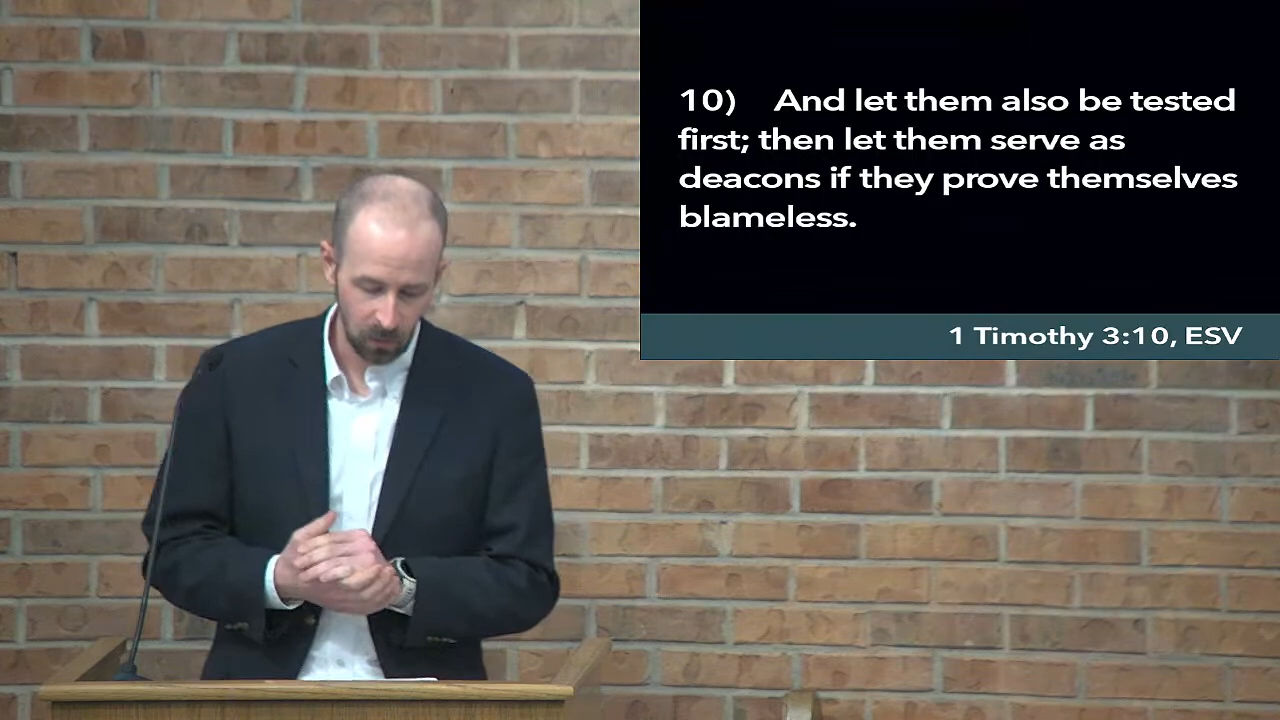 10) And let them also be tested
first; then let them serve as
deacons if they prove themselves
blameless.
1 Timothy 3:10, ESV